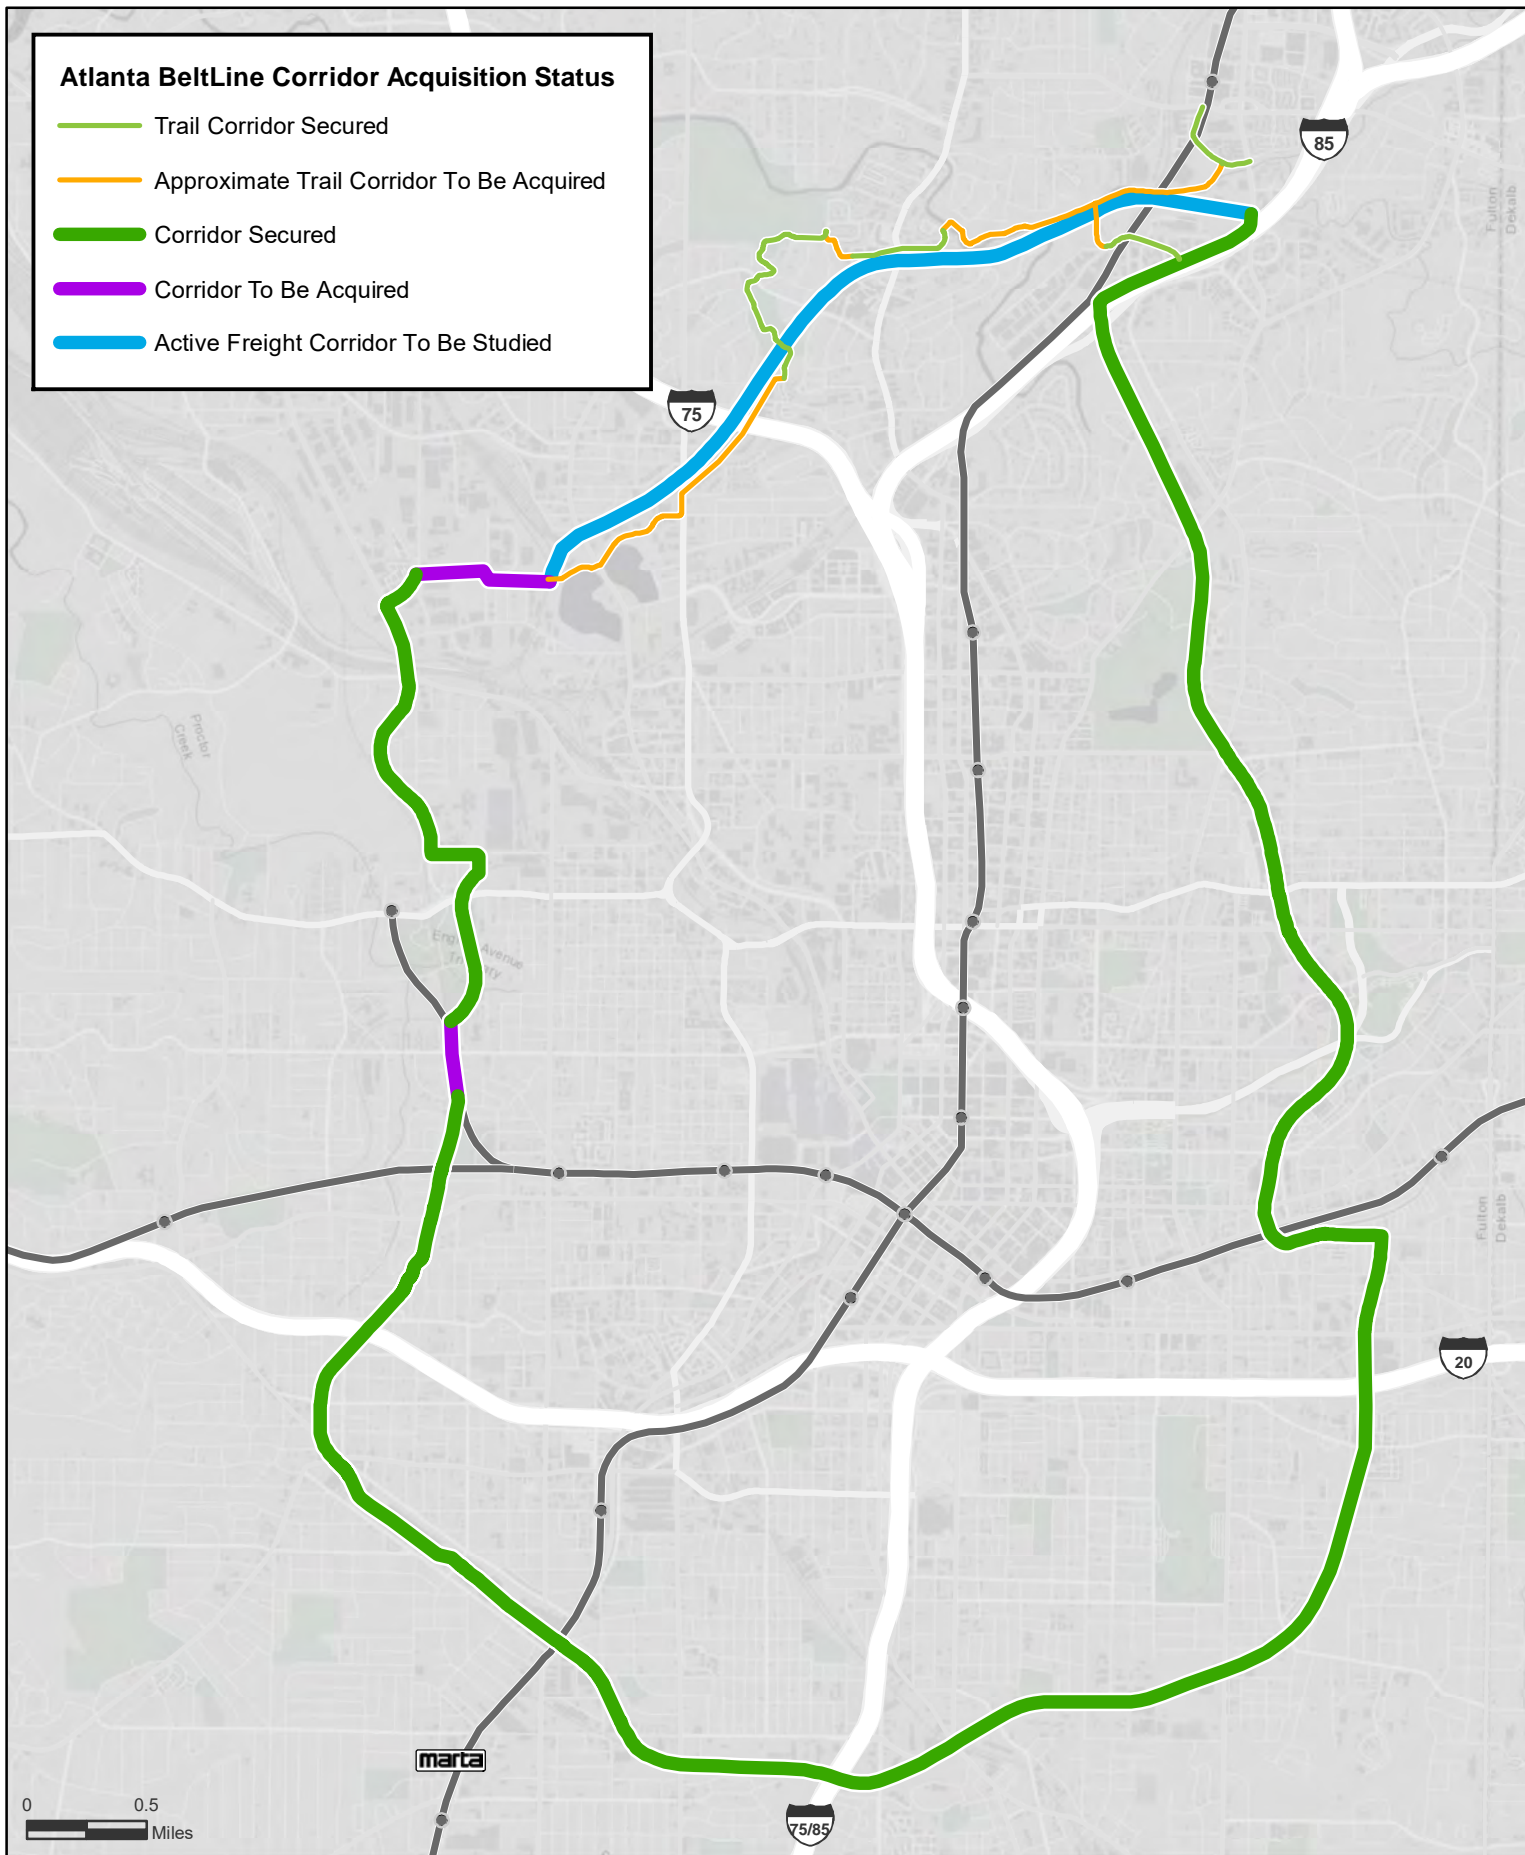 Atlanta BeltLine Corridor Acquisition Status
Trail Corridor Secured
Approximate Trail Corridor To Be Acquired
Corridor Secured
Corridor To Be Acquired
Active Freight Corridor To Be Studied
85
Fulton
Dekalb
75
Proctor
Creek
Avenue
Fulton
Dekalb
20
marta
75/85
0 0.5
Miles